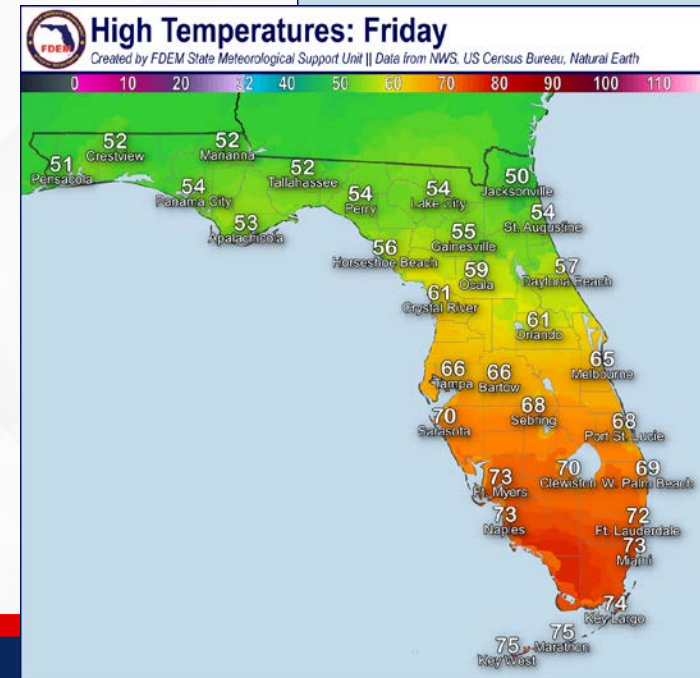 FDEM
High Temperatures: Friday
Created by FDEM State Meteorological Support Unit || Data from NWS, US Census Bureau, Natural Earth
0 10 20 32 40 50 60 70 80 90 100 110
52
Crestview
52
Marianna
51
Pensacola
52
Tallahassee
54
Panama City
54
Perry
54
Lake City
50
Jacksonville
53
Apalachicola
54
St. Augustine
55
Gainesville
56
Horseshoe Beach
59
Ocala
57
Daytona Beach
61
Crystal River
61
Orlando
65
Melbourne
66
Tampa
66
Bartow
68
Sebring
70
Sarasota
68
Port St. Lucie
73
Ft. Myers
70
Clewiston
69
W. Palm Beach
73
Naples
72
Ft. Lauderdale
73
Miami
74
Key Largo
75
Marathon
75
Key West